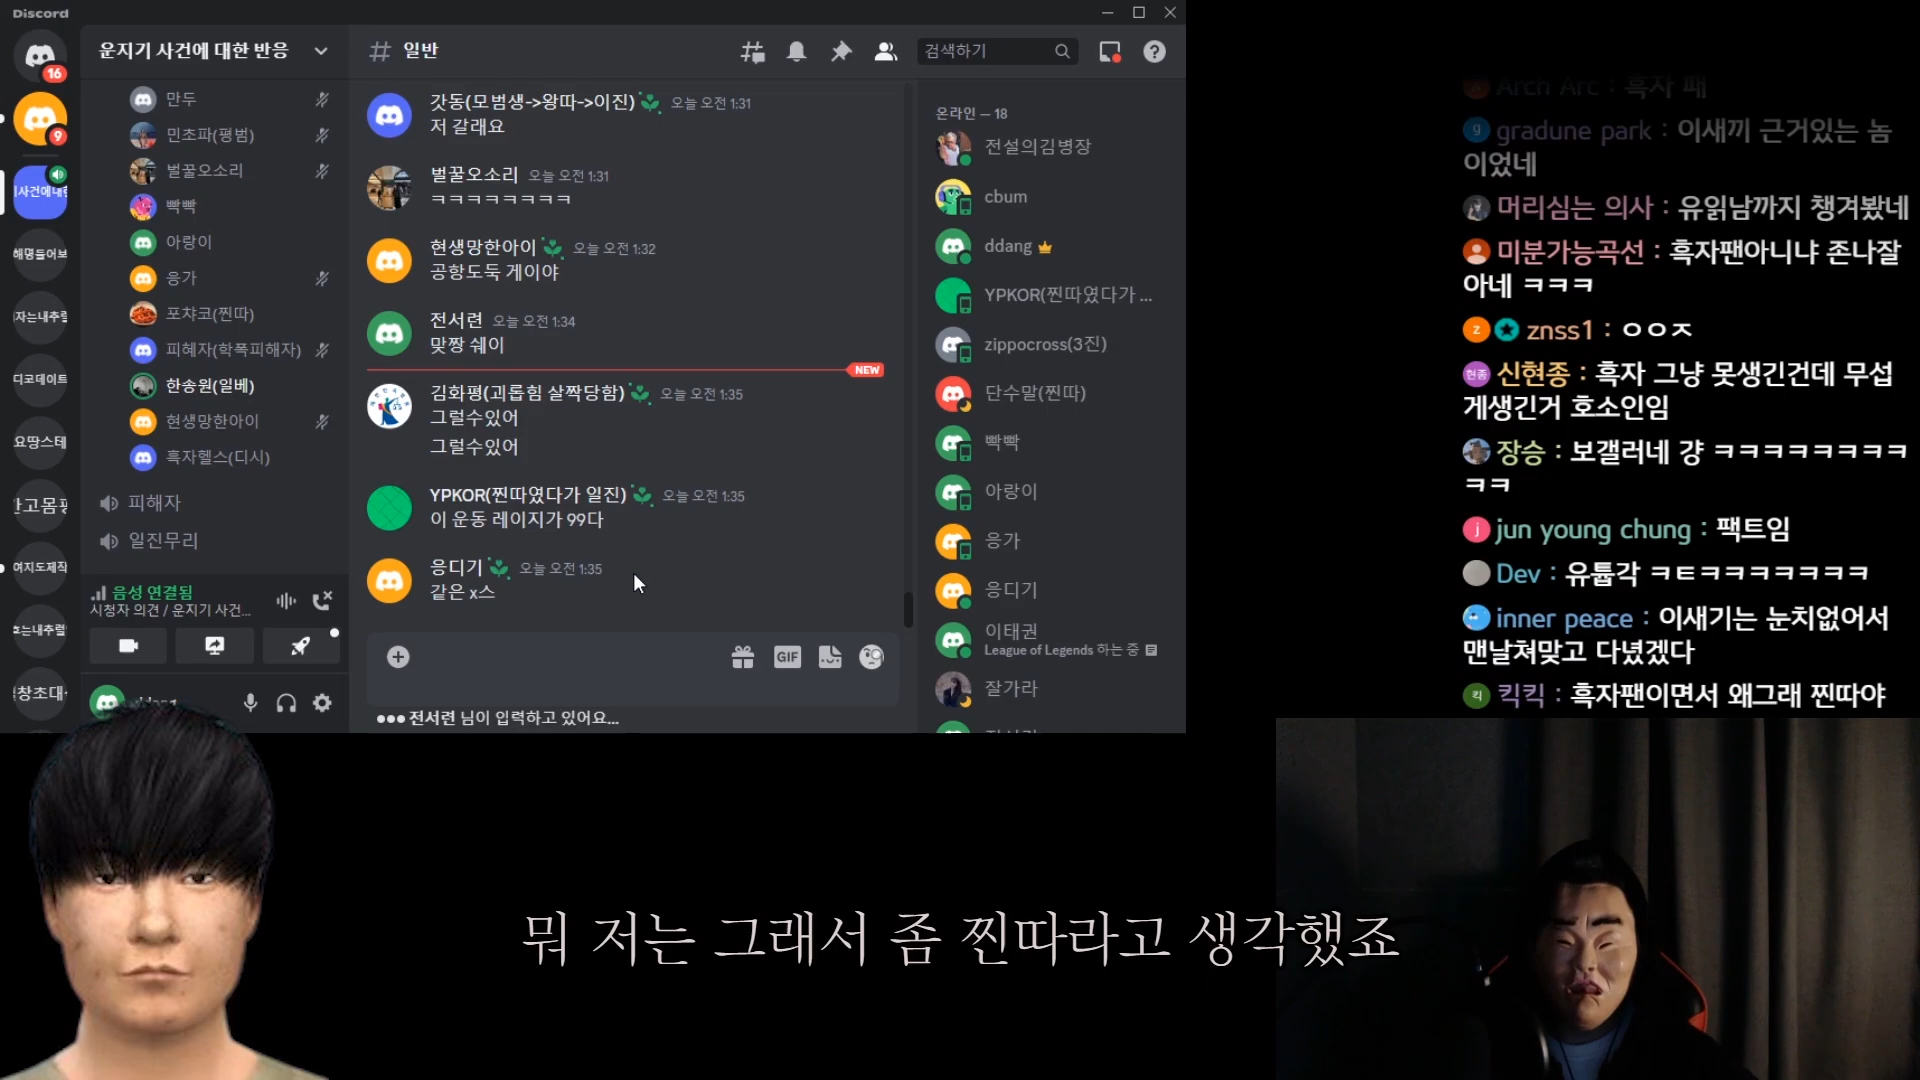 Discord
16
9
운지기 사건에 대한 반응
만두
민초파(평범)
벌꿀오소리
빡빡
아랑이
응가
포챠코(찐따)
피혜자(학폭피해자)
한송원(일베)
현생망한아이
흑자헬스(디시)
피해자
일진무리
음성 연결됨
시청자 의견 / 운지기 사건...
일반
검색하기
갓동(모범생->왕따->이진) 오늘 오전 1:31
저 갈래요
벌꿀오소리 오늘 오전 1:31
ㅋㅋㅋㅋㅋㅋㅋㅋ
현생망한아이 오늘 오전 1:32
공항도둑 게이야
전서련 오늘 오전 1:34
맞짱 쉐이
NEW
김화평(괴롭힘 살짝당함) 오늘 오전 1:35
그럴수있어
그럴수있어
YPKOR(찐따였다가 일진) 오늘 오전 1:35
이 운동 레이지가 99다
응디기 오늘 오전 1:35
같은 x스
GIF
전서련 님이 입력하고 있어요...
온라인 — 18
전설의김병장
cbum
ddang
YPKOR(찐따였다가 ...
zippocross(3진)
단수말(찐따)
빡빡
아랑이
응가
응디기
이태권
League of Legends 하는 중
잘가라
Arch Arc : 흑자 패
gradune park : 이새끼 근거있는 놈
이었네
머리심는 의사 : 유읽남까지 챙겨봤네
미분가능곡선 : 흑자팬아니냐 존나잘
아네 ㅋㅋㅋ
znss1 : ㅇㅇㅈ
신현종 : 흑자 그냥 못생긴건데 무섭
게생긴거 호소인임
장승 : 보갤러네 걍 ㅋㅋㅋㅋㅋㅋㅋㅋ
ㅋㅋ
jun young chung : 팩트임
Dev : 유튭각 ㅋㅌㅋㅋㅋㅋㅋㅋㅋ
inner peace : 이새기는 눈치없어서
맨날쳐맞고 다녔겠다
킥킥 : 흑자팬이면서 왜그래 찐따야
뭐 저는 그래서 좀 찐따라고 생각했죠